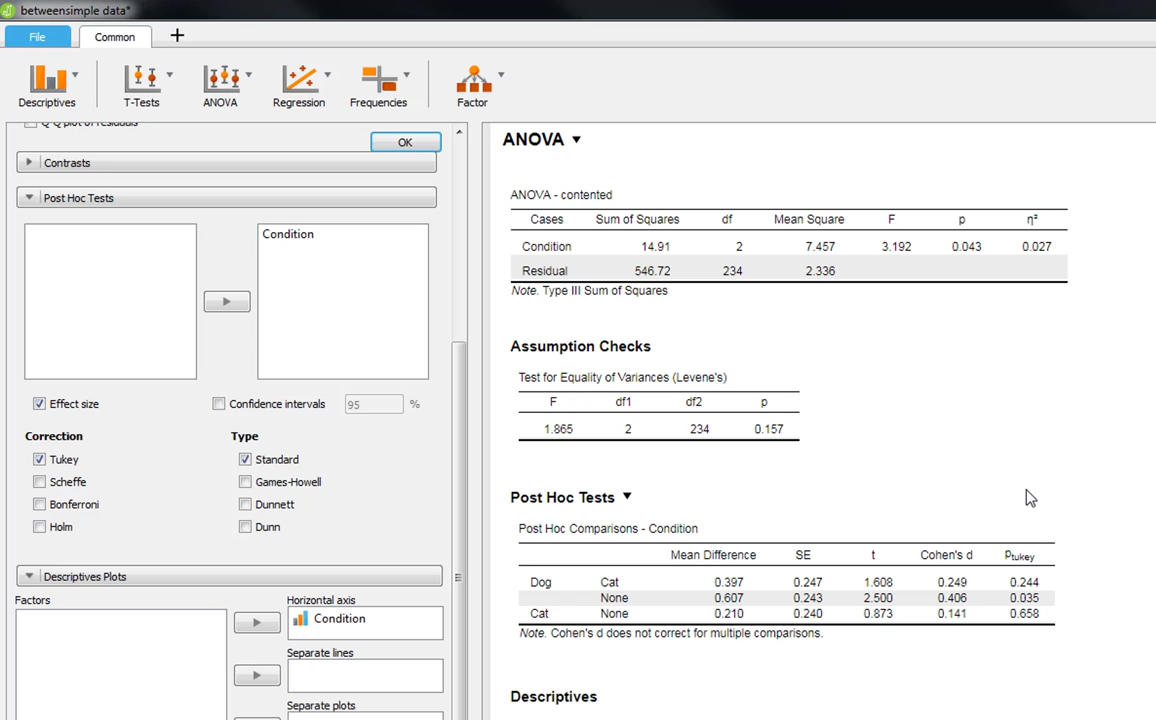 betweensimple data*
File Common +
Descriptives T-Tests ANOVA Regression Frequencies Factor
Q-Q plot of residuals
OK
Contrasts
Post Hoc Tests
Condition
Effect size Confidence intervals 95 %
Correction Type
Tukey Standard
Scheffe Games-Howell
Bonferroni Dunnett
Holm Dunn
Descriptives Plots
Factors Horizontal axis
Condition
Separate lines
Separate plots
ANOVA
ANOVA - contented
Cases Sum of Squares df Mean Square F p η²
Condition 14.91 2 7.457 3.192 0.043 0.027
Residual 546.72 234 2.336
Note. Type III Sum of Squares
Assumption Checks
Test for Equality of Variances (Levene's)
F df1 df2 p
1.865 2 234 0.157
Post Hoc Tests
Post Hoc Comparisons - Condition
Mean Difference SE t Cohen's d ptukey
Dog Cat 0.397 0.247 1.608 0.249 0.244
None 0.607 0.243 2.500 0.406 0.035
Cat None 0.210 0.240 0.873 0.141 0.658
Note. Cohen's d does not correct for multiple comparisons.
Descriptives